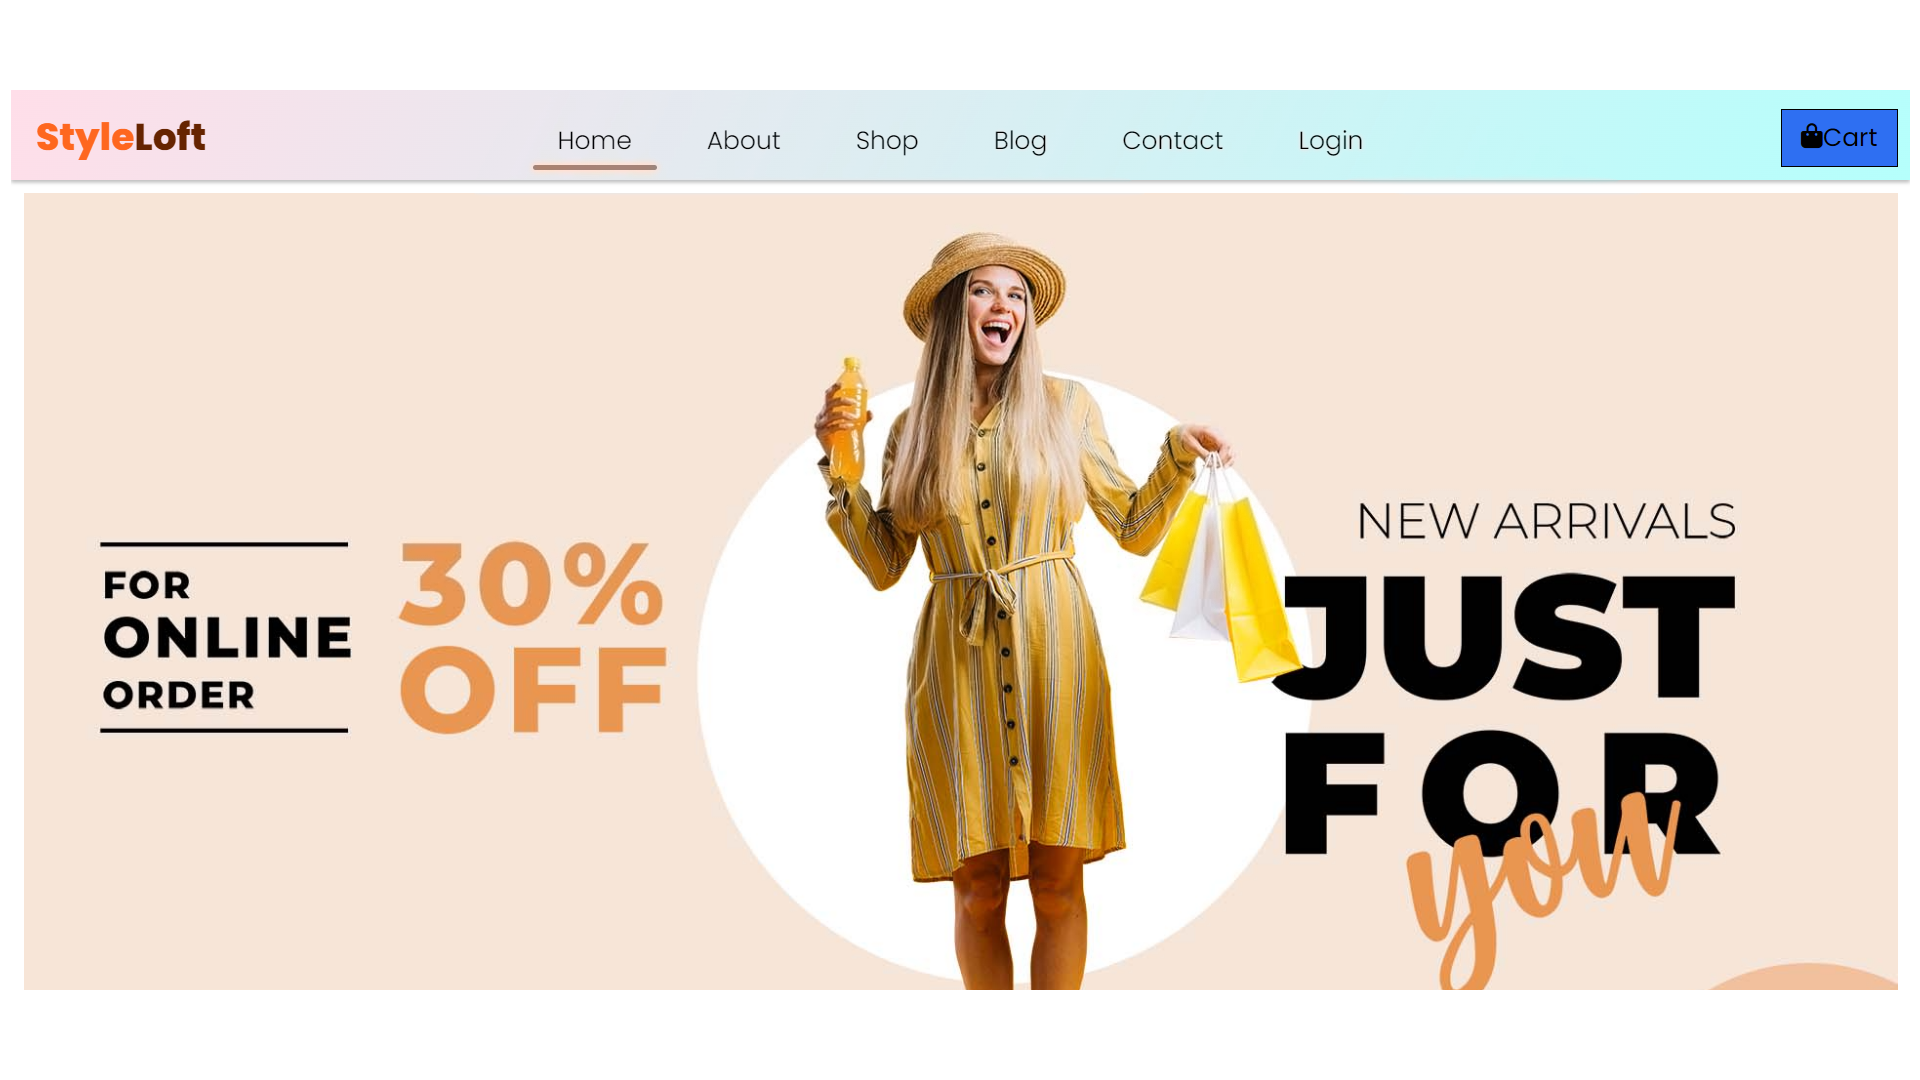 StyleLoft
Home About Shop Blog Contact Login
Cart
FOR
ONLINE
ORDER
30%
OFF
NEW ARRIVALS
JUST
FOR
you